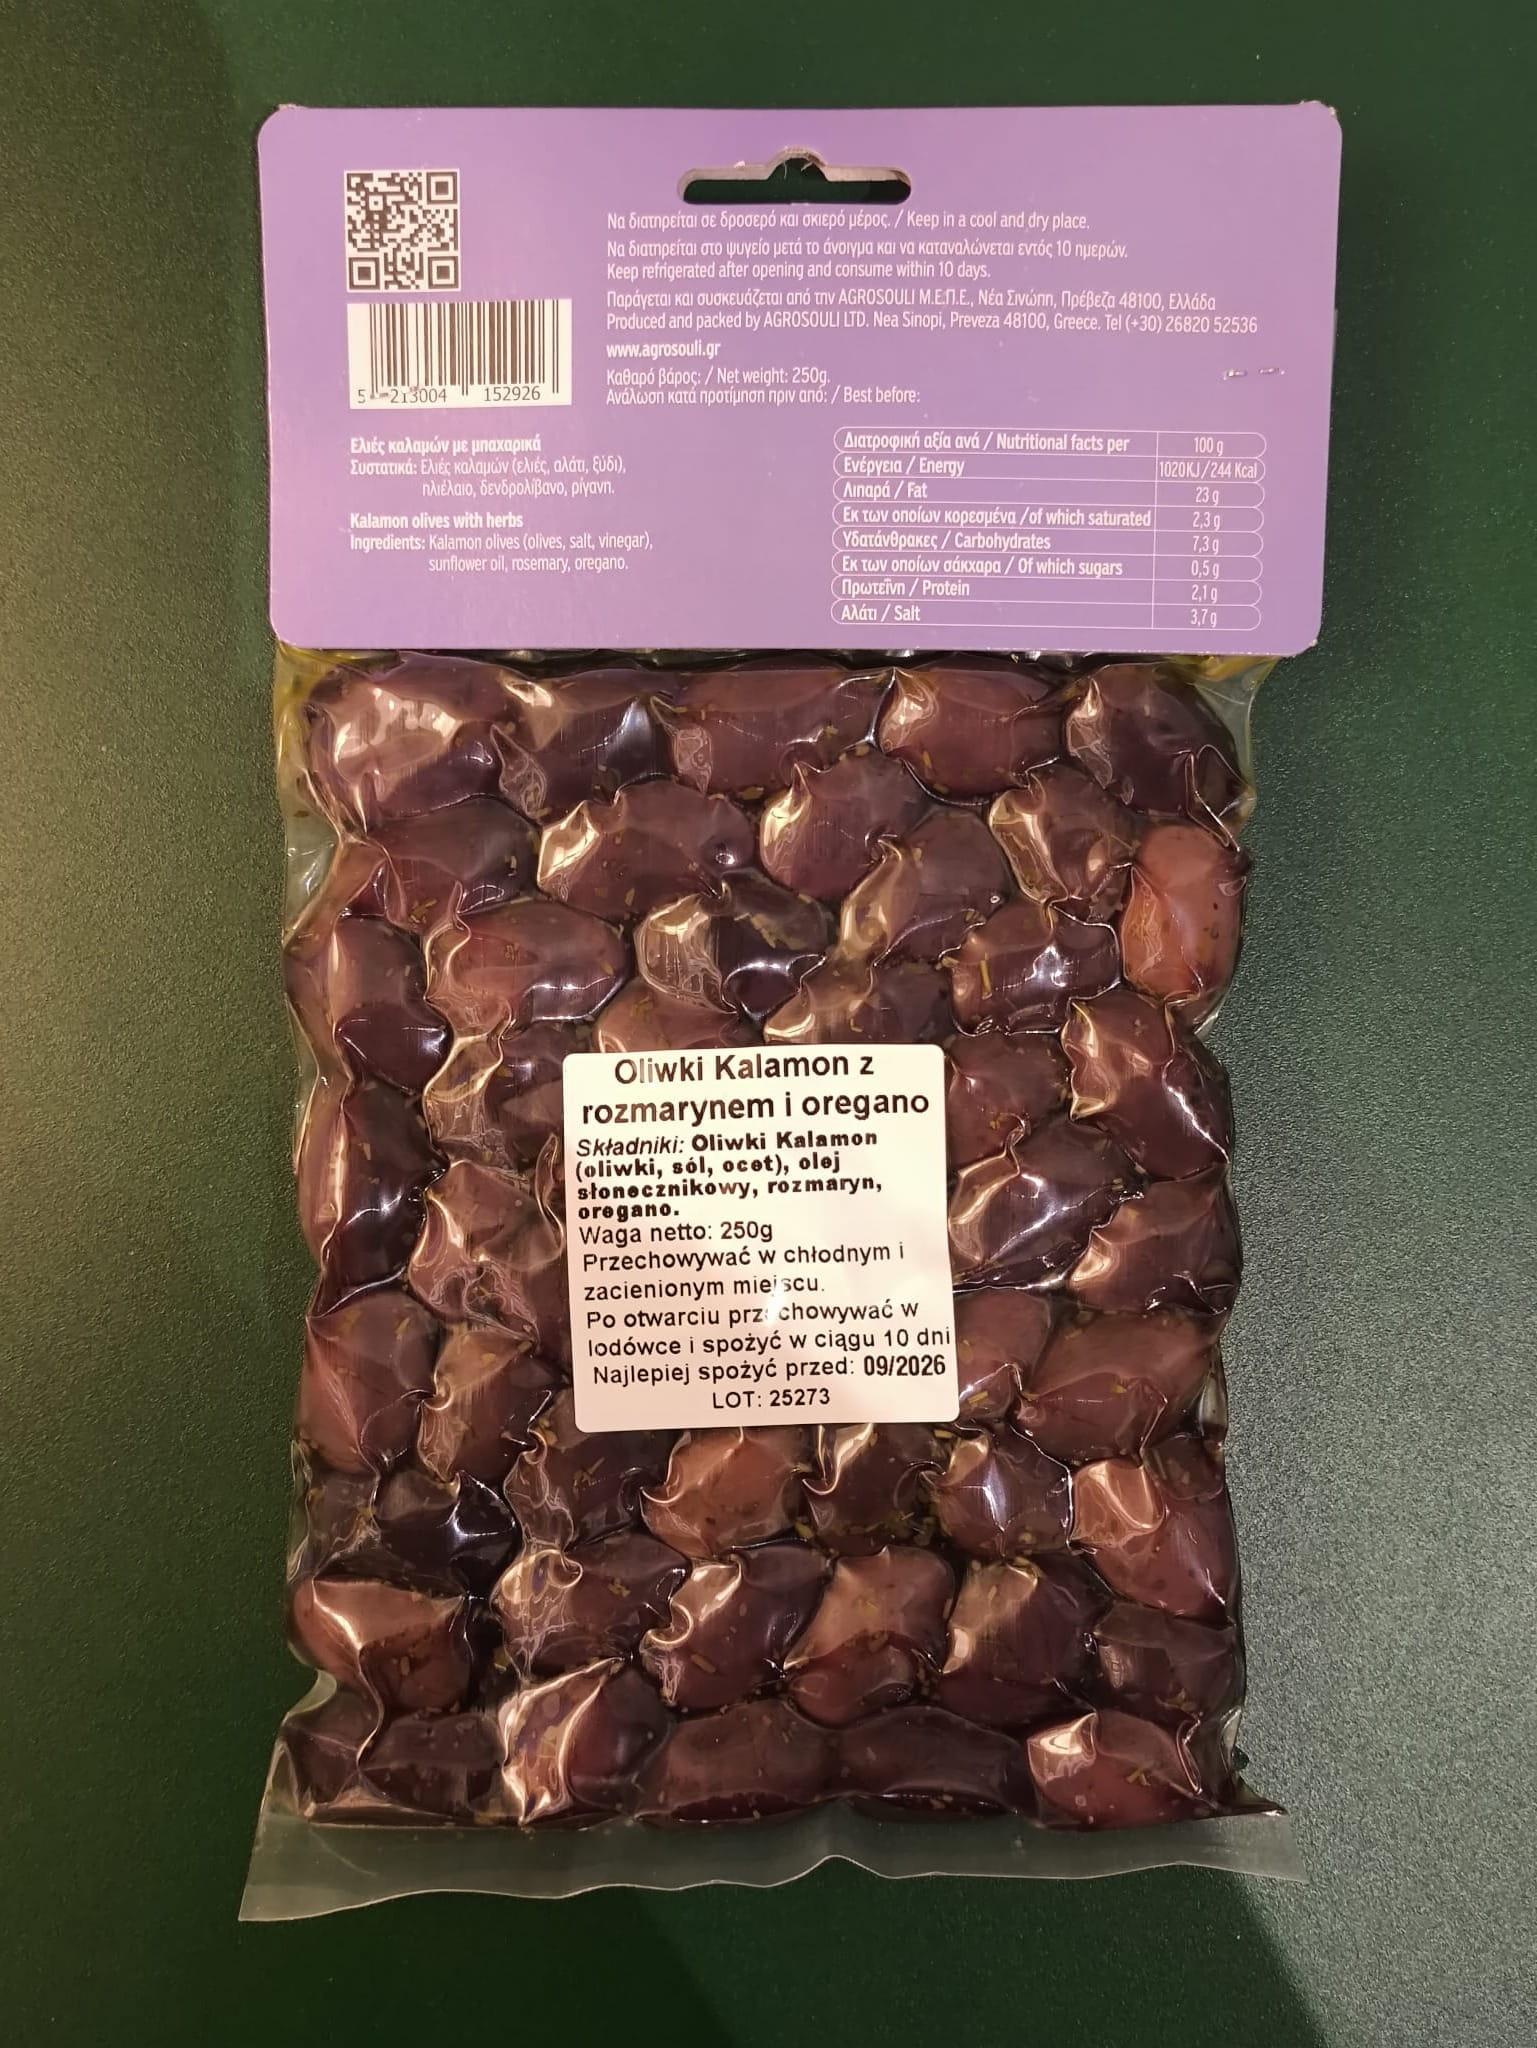 Να διατηρείται σε δροσερό και σκιερό μέρος. / Keep in a cool and dry place.
Να διατηρείται στο ψυγείο μετά το άνοιγμα και να καταναλώνεται εντός 10 ημερών.
Keep refrigerated after opening and consume within 10 days.
Παράγεται και συσκευάζεται από την AGROSOULI Μ.Ε.Π.Ε., Νέα Σινώπη, Πρέβεζα 48100, Ελλάδα
Produced and packed by AGROSOULI LTD. Nea Sinopi, Preveza 48100, Greece. Tel (+30) 26820 52536
www.agrosouli.gr
Καθαρό βάρος: / Net weight: 250g.
Ανάλωση κατά προτίμηση πριν από: / Best before:
5 213004 152926
Ελιές καλαμών με μπαχαρικά
Συστατικά: Ελιές καλαμών (ελιές, αλάτι, ξύδι),
ηλιέλαιο, δενδρολίβανο, ρίγανη.
Kalamon olives with herbs
Ingredients: Kalamon olives (olives, salt, vinegar),
sunflower oil, rosemary, oregano.
Διατροφική αξία ανά / Nutritional facts per 100 g
Ενέργεια / Energy 1020KJ/244 Kcal
Λιπαρά / Fat 23 g
Εκ των οποίων κορεσμένα /of which saturated 2,3 g
Υδατάνθρακες / Carbohydrates 7,3 g
Εκ των οποίων σάκχαρα / Of which sugars 0,5 g
Πρωτεΐνη / Protein 2,1 g
Αλάτι / Salt 3,7 g
Oliwki Kalamon z
rozmarynem i oregano
Składniki: Oliwki Kalamon
(oliwki, sól, ocet), olej
słonecznikowy, rozmaryn,
oregano.
Waga netto: 250g
Przechowywać w chłodnym i
zacienionym miejscu.
Po otwarciu przechowywać w
lodówce i spożyć w ciągu 10 dni
Najlepiej spożyć przed: 09/2026
LOT: 25273